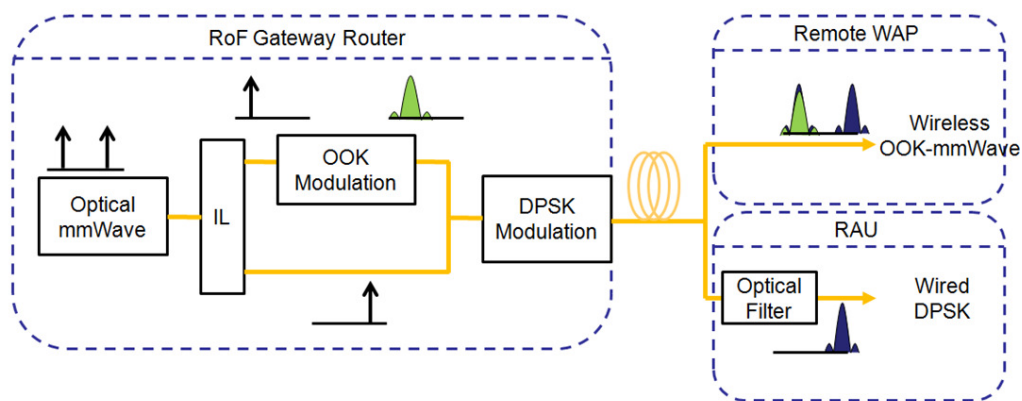 RoF Gateway Router
Optical
mmWave
IL
OOK
Modulation
DPSK
Modulation
Remote WAP
Wireless
OOK-mmWave
RAU
Optical
Filter
Wired
DPSK